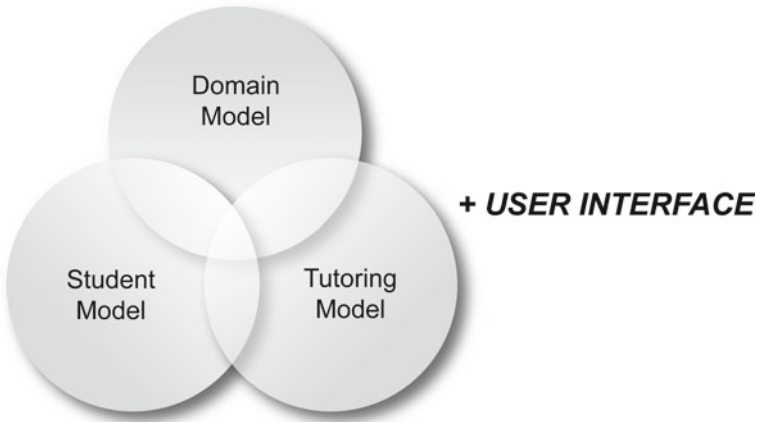 Domain
Model
+ USER INTERFACE
Student
Model
Tutoring
Model